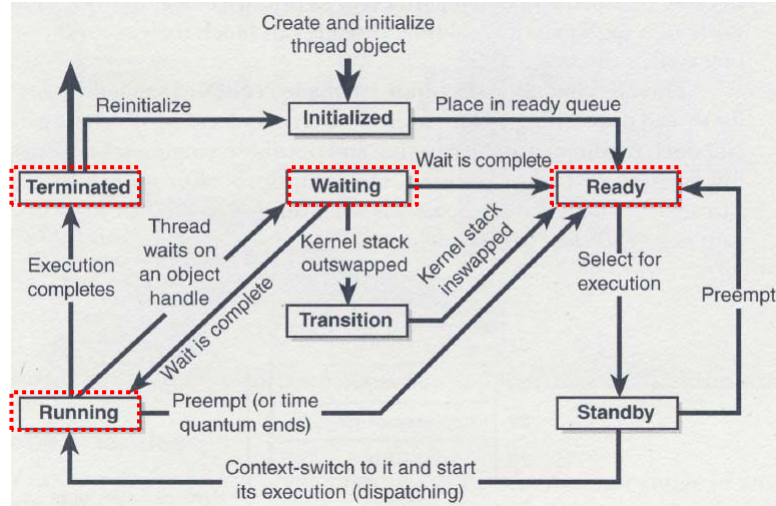 Create and initialize
thread object
Reinitialize
Initialized
Place in ready queue
Wait is complete
Terminated
Waiting
Ready
Thread
waits on
an object
handle
Kernel stack
outswapped
Kernel stack
inswapped
Execution
completes
Select for
execution
Preempt
Transition
Wait is complete
Running
Preempt (or time
quantum ends)
Standby
Context-switch to it and start
its execution (dispatching)